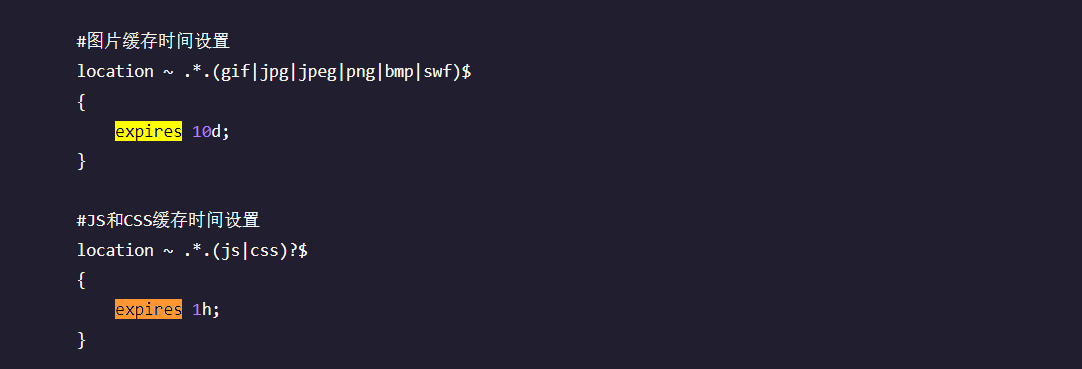 #图片缓存时间设置
location ~ .*.(gif|jpg|jpeg|png|bmp|swf)$
{
expires 10d;
}
#JS和CSS缓存时间设置
location ~ .*.(js|css)?$
{
expires 1h;
}